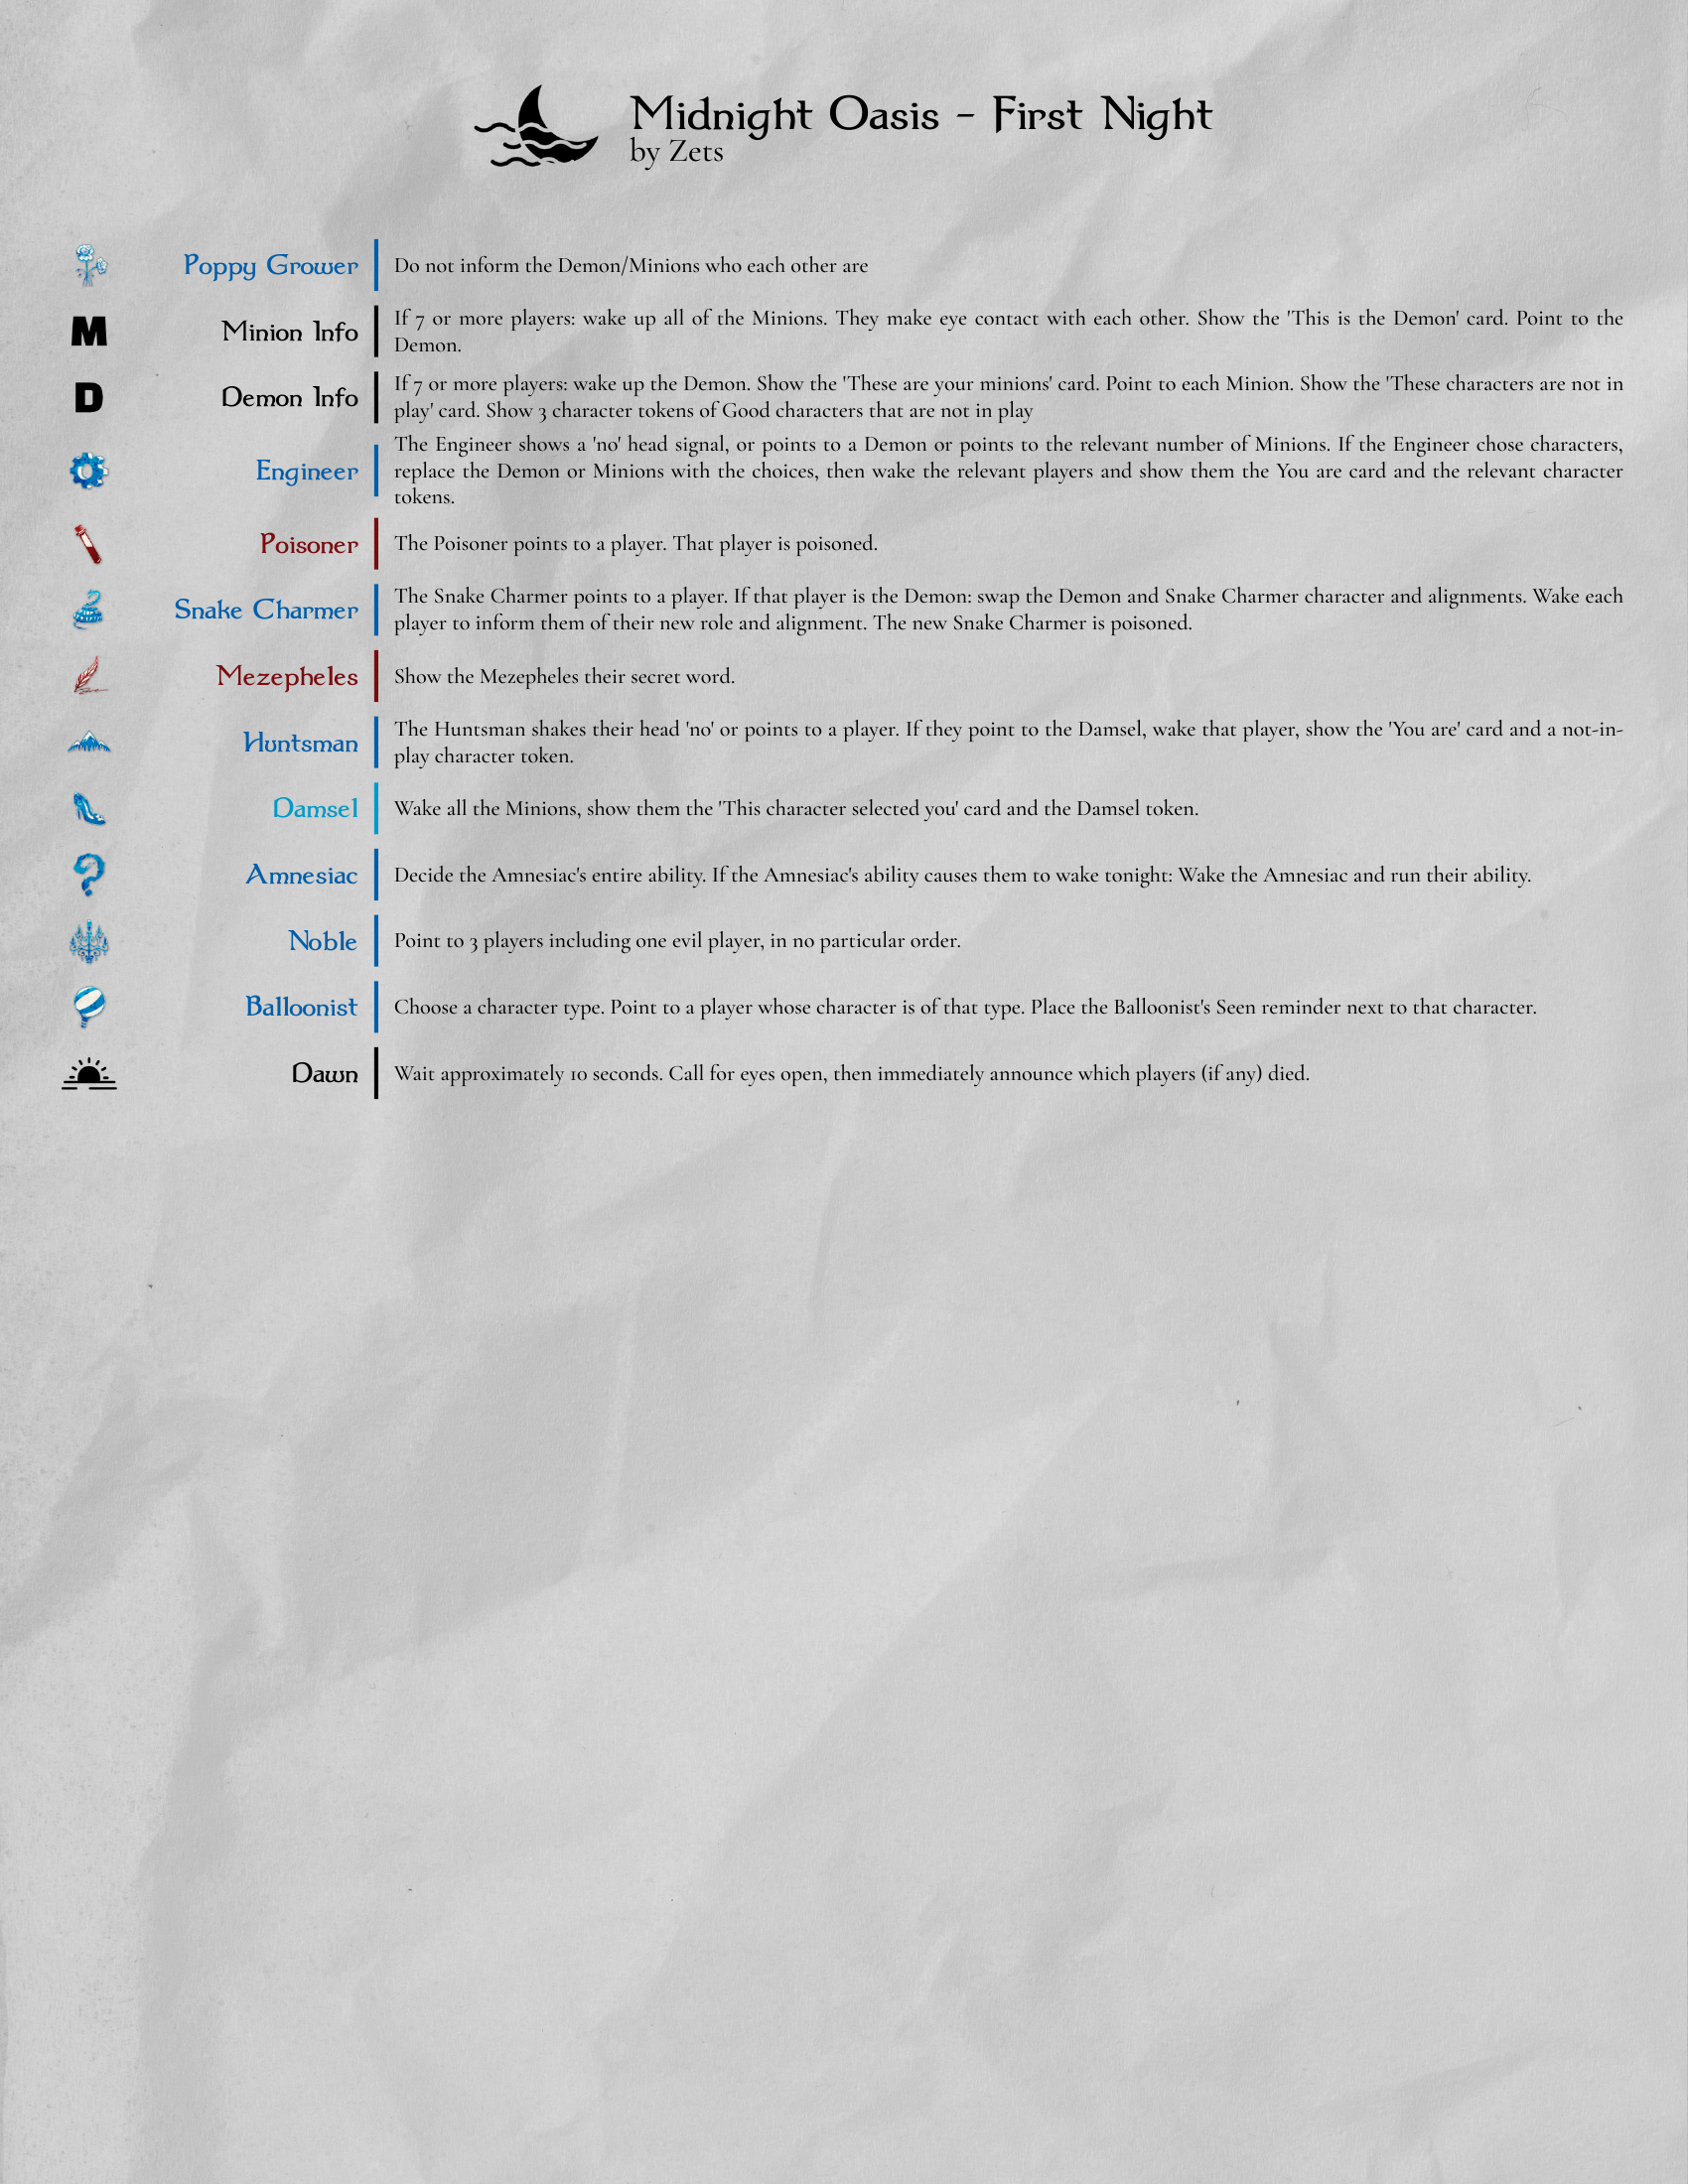 Midnight Oasis - First Night
by Zets
Poppy Grower
Do not inform the Demon/Minions who each other are
M
Minion Info
If 7 or more players: wake up all of the Minions. They make eye contact with each other. Show the 'This is the Demon' card. Point to the
Demon.
D
Demon Info
If 7 or more players: wake up the Demon. Show the 'These are your minions' card. Point to each Minion. Show the 'These characters are not in
play' card. Show 3 character tokens of Good characters that are not in play
Engineer
The Engineer shows a 'no' head signal, or points to a Demon or points to the relevant number of Minions. If the Engineer chose characters,
replace the Demon or Minions with the choices, then wake the relevant players and show them the You are card and the relevant character
tokens.
Poisoner
The Poisoner points to a player. That player is poisoned.
Snake Charmer
The Snake Charmer points to a player. If that player is the Demon: swap the Demon and Snake Charmer character and alignments. Wake each
player to inform them of their new role and alignment. The new Snake Charmer is poisoned.
Mezepheles
Show the Mezepheles their secret word.
Huntsman
The Huntsman shakes their head 'no' or points to a player. If they point to the Damsel, wake that player, show the 'You are' card and a not-in-
play character token.
Damsel
Wake all the Minions, show them the 'This character selected you' card and the Damsel token.
?
Amnesiac
Decide the Amnesiac's entire ability. If the Amnesiac's ability causes them to wake tonight: Wake the Amnesiac and run their ability.
Noble
Point to 3 players including one evil player, in no particular order.
Balloonist
Choose a character type. Point to a player whose character is of that type. Place the Balloonist's Seen reminder next to that character.
Dawn
Wait approximately 10 seconds. Call for eyes open, then immediately announce which players (if any) died.